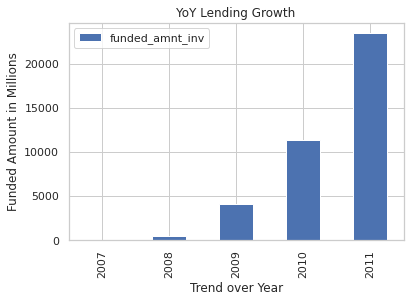 YoY Lending Growth
funded_amnt_inv
Funded Amount in Millions
20000
15000
10000
5000
0
2007
2008
2009
2010
2011
Trend over Year